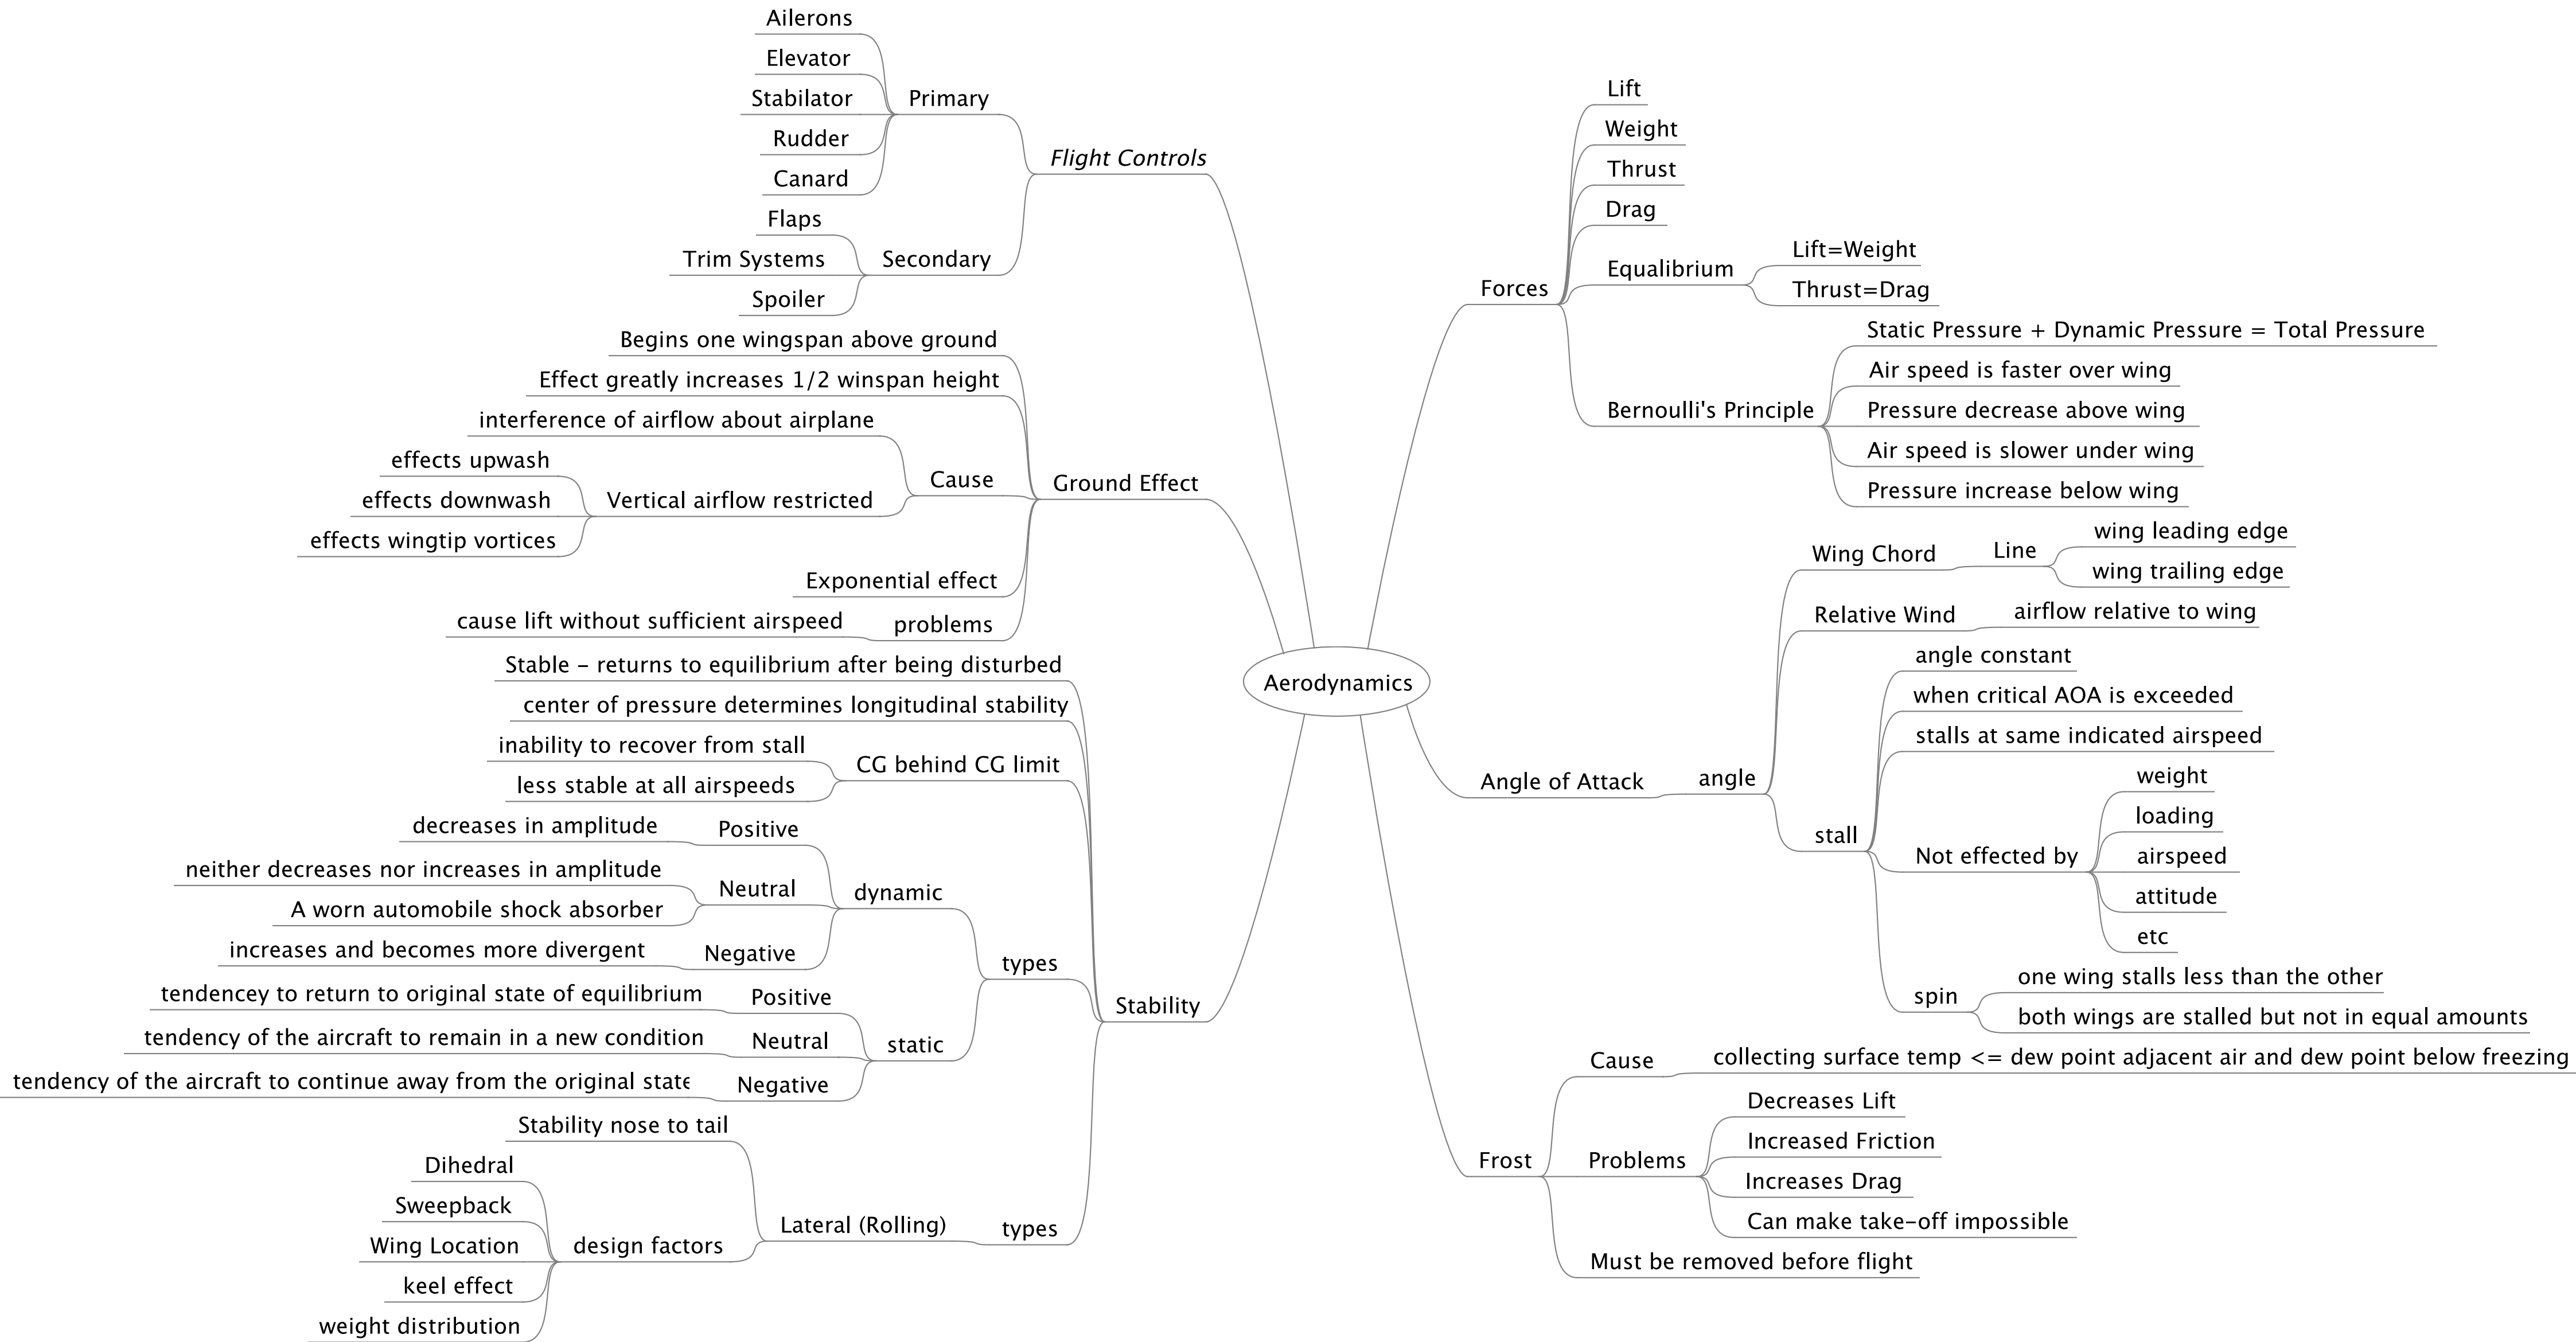 Aerodynamics
Flight Controls
Primary
Ailerons
Elevator
Stabilator
Rudder
Canard
Secondary
Flaps
Trim Systems
Spoiler
Ground Effect
Begins one wingspan above ground
Effect greatly increases 1/2 winspan height
Cause
interference of airflow about airplane
Vertical airflow restricted
effects upwash
effects downwash
effects wingtip vortices
Exponential effect
problems
cause lift without sufficient airspeed
Stability
Stable - returns to equilibrium after being disturbed
center of pressure determines longitudinal stability
CG behind CG limit
inability to recover from stall
less stable at all airspeeds
types
dynamic
Positive
decreases in amplitude
Neutral
neither decreases nor increases in amplitude
A worn automobile shock absorber
Negative
increases and becomes more divergent
static
Positive
tendencey to return to original state of equilibrium
Neutral
tendency of the aircraft to remain in a new condition
Negative
tendency of the aircraft to continue away from the original state
types
Lateral (Rolling)
Stability nose to tail
design factors
Dihedral
Sweepback
Wing Location
keel effect
weight distribution
Forces
Lift
Weight
Thrust
Drag
Equalibrium
Lift=Weight
Thrust=Drag
Bernoulli's Principle
Static Pressure + Dynamic Pressure = Total Pressure
Air speed is faster over wing
Pressure decrease above wing
Air speed is slower under wing
Pressure increase below wing
Angle of Attack
angle
Wing Chord
Line
wing leading edge
wing trailing edge
Relative Wind
airflow relative to wing
stall
angle constant
when critical AOA is exceeded
stalls at same indicated airspeed
Not effected by
weight
loading
airspeed
attitude
etc
spin
one wing stalls less than the other
both wings are stalled but not in equal amounts
Frost
Cause
collecting surface temp <= dew point adjacent air and dew point below freezing
Problems
Decreases Lift
Increased Friction
Increases Drag
Can make take-off impossible
Must be removed before flight